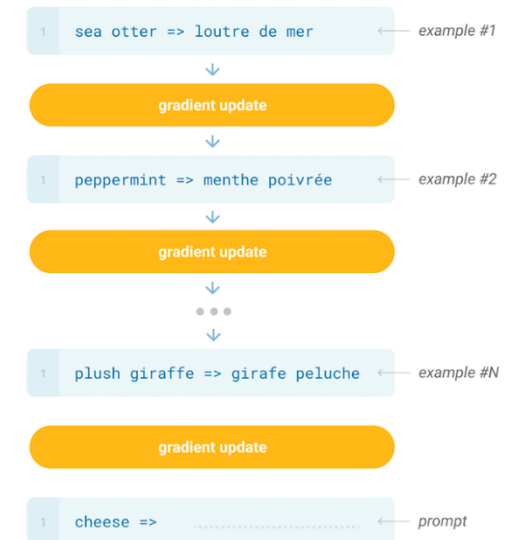 1 sea otter => loutre de mer example #1
gradient update
1 peppermint => menthe poivrée example #2
gradient update
1 plush giraffe => girafe peluche example #N
gradient update
1 cheese => prompt